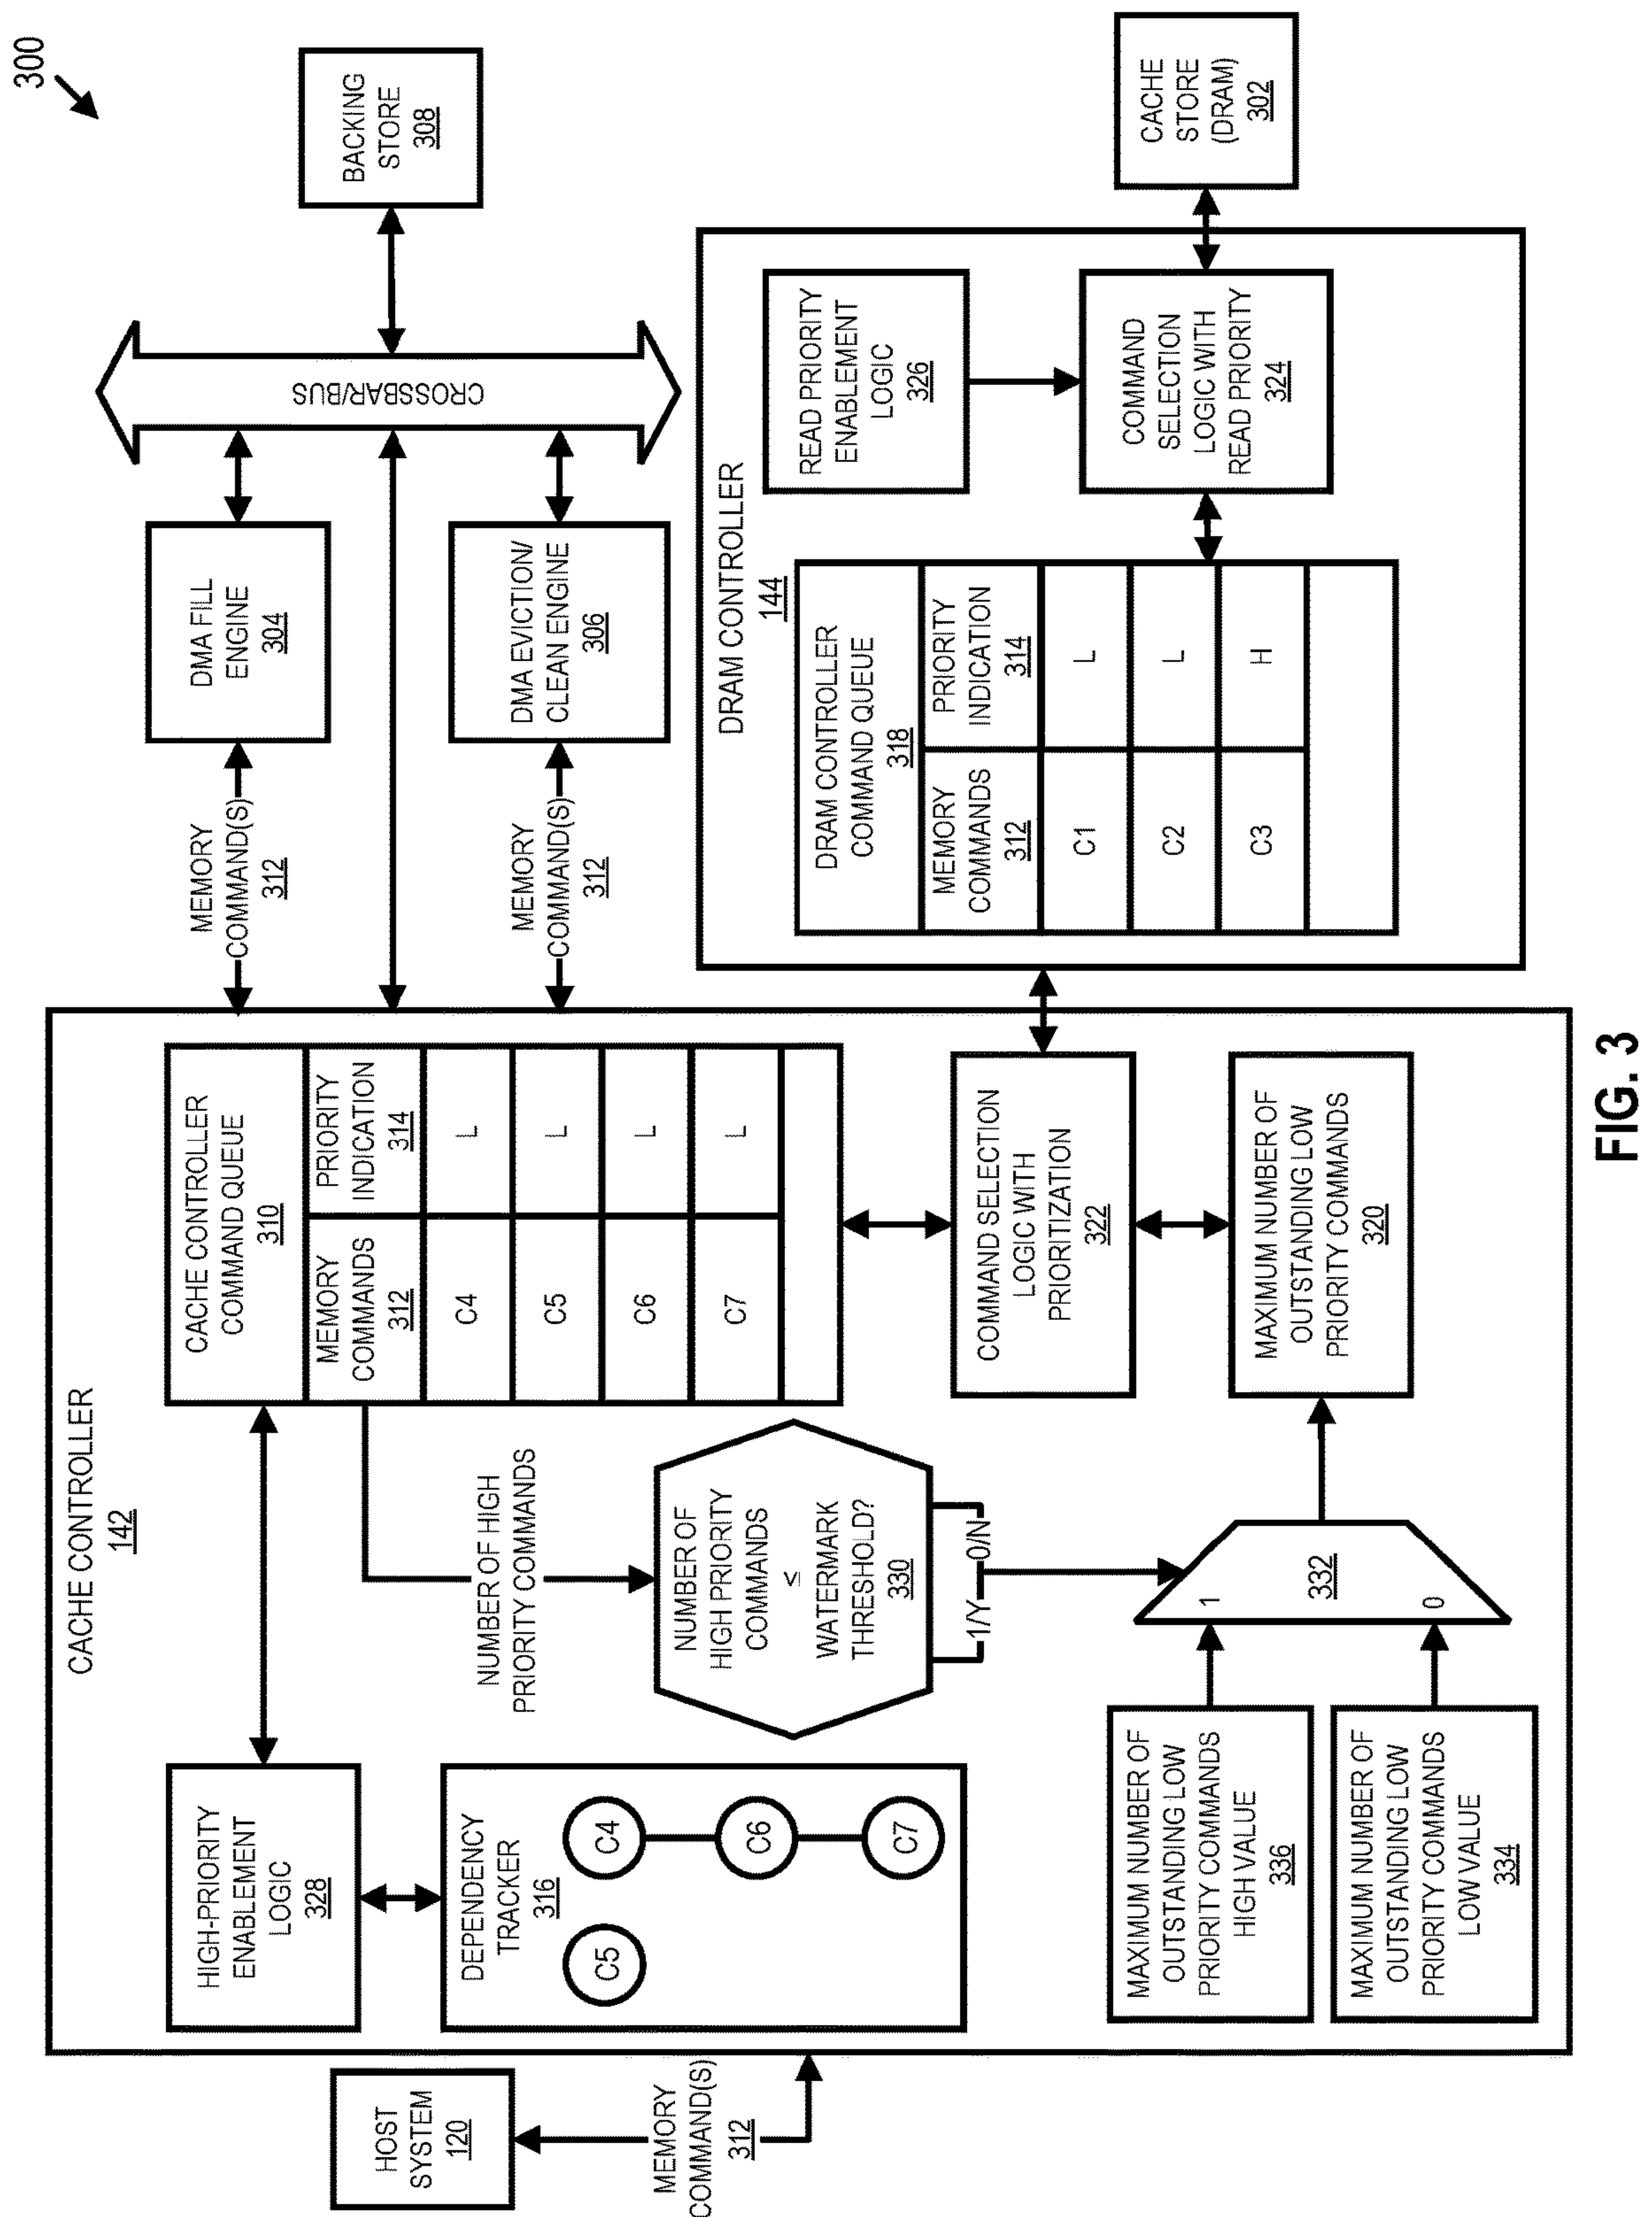 300
HOST
SYSTEM
120
MEMORY
COMMAND(S)
312
CACHE CONTROLLER
142
HIGH-PRIORITY
ENABLEMENT
LOGIC
328
DEPENDENCY
TRACKER
316
C5
C4
C6
C7
NUMBER OF HIGH
PRIORITY COMMANDS
CACHE CONTROLLER
COMMAND QUEUE
310
MEMORY
COMMANDS
312
PRIORITY
INDICATION
314
C4
L
C5
L
C6
L
C7
L
NUMBER OF
HIGH PRIORITY
COMMANDS
≤
WATERMARK
THRESHOLD?
330
1/Y
0/N
MAXIMUM NUMBER OF
OUTSTANDING LOW
PRIORITY COMMANDS
HIGH VALUE
336
MAXIMUM NUMBER OF
OUTSTANDING LOW
PRIORITY COMMANDS
LOW VALUE
334
1
0
332
COMMAND SELECTION
LOGIC WITH
PRIORITIZATION
322
MAXIMUM NUMBER OF
OUTSTANDING LOW
PRIORITY COMMANDS
320
MEMORY
COMMAND(S)
312
MEMORY
COMMAND(S)
312
DMA FILL
ENGINE
304
DMA EVICTION/
CLEAN ENGINE
306
CROSSBAR/BUS
BACKING
STORE
308
DRAM CONTROLLER
144
DRAM CONTROLLER
COMMAND QUEUE
318
MEMORY
COMMANDS
312
PRIORITY
INDICATION
314
C1
L
C2
L
C3
H
READ PRIORITY
ENABLEMENT
LOGIC
326
COMMAND
SELECTION
LOGIC WITH
READ PRIORITY
324
CACHE
STORE
(DRAM)
302
FIG. 3